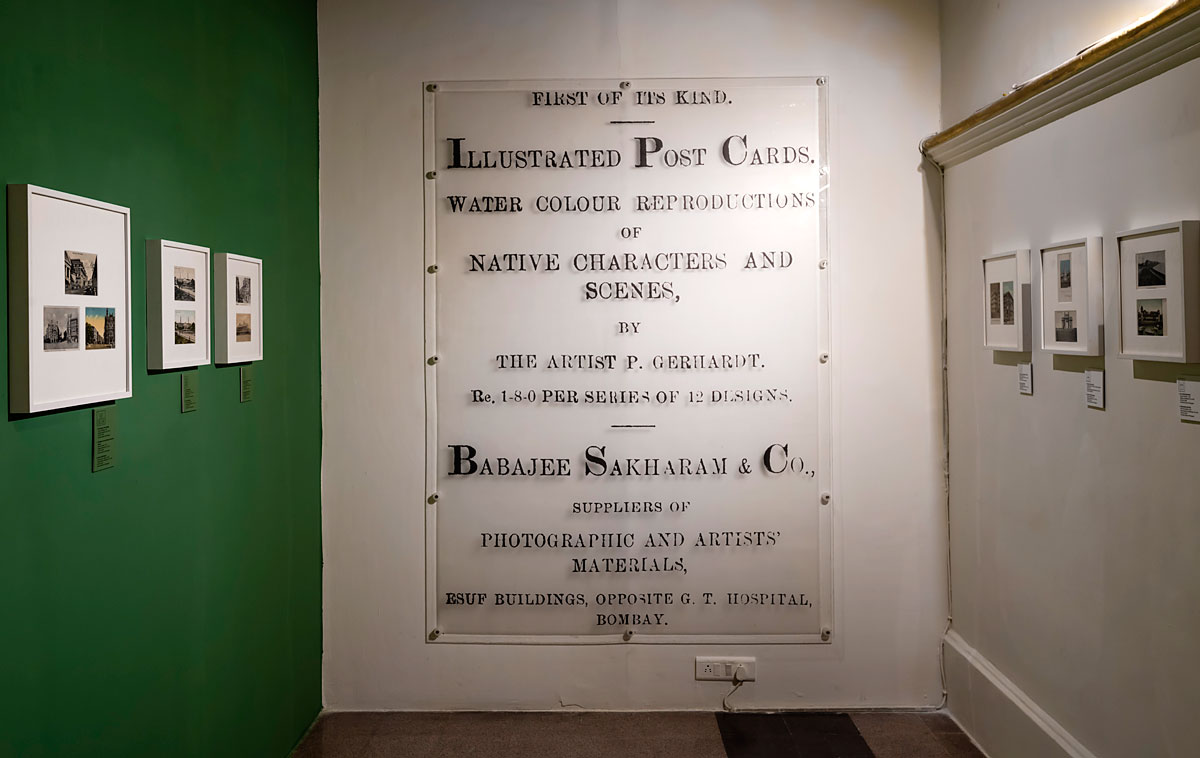 FIRST OF ITS KIND.
ILLUSTRATED POST CARDS.
WATER COLOUR REPRODUCTIONS
OF
NATIVE CHARACTERS AND
SCENES,
BY
THE ARTIST P. GERHARDT.
Re. 1-8-0 PER SERIES OF 12 DESIGNS.
BABAJEE SAKHARAM & CO.,
SUPPLIERS OF
PHOTOGRAPHIC AND ARTISTS'
MATERIALS,
ESUF BUILDINGS, OPPOSITE G. T. HOSPITAL,
BOMBAY.